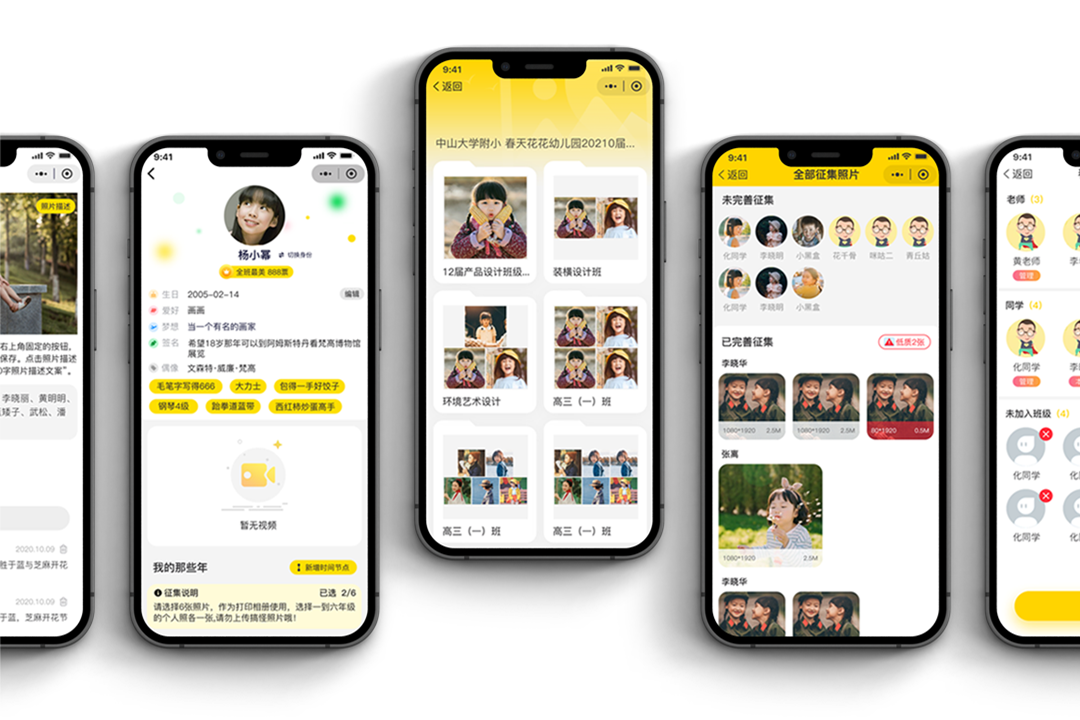 照片描述
右上角固定的按钮,
保存。点击照片描述
0字照片描述文案”。
李晓丽、黄明明、
矮矮子、武松、潘
2020.10.09
胜于蓝与芝麻开花
2020.10.09
于蓝，芝麻开花节
9:41
杨小幂
切换身份
全班最美 888票
生日 2005-02-14
编辑
爱好 画画
梦想 当一个有名的画家
签名 希望18岁那年可以到阿姆斯特丹看梵高博物馆
展览
偶像 文森特·威廉·梵高
毛笔字写得666 大力士 包得一手好饺子
钢琴4级 跆拳道蓝带 西红柿炒蛋高手
暂无视频
我的那些年
新增时间节点
征集说明
已选 2/6
请选择6张照片，作为打印相册使用，选择一到六年级
的个人照各一张,请勿上传搞怪照片哦！
9:41
返回
中山大学附小 春天花花幼儿园20210届...
12届产品设计班级... 装横设计班
环境艺术设计 高三（一）班
高三（一）班 高三（一）班
9:41
返回 全部征集照片
未完善征集
化同学 李晓明 小黑盒 花千骨 咪咕二 青丘姑
化同学 李晓明 小黑盒
已完善征集
低质2张
李晓华
1080*1920 2.5M 1080*1920 2.5M 80*1920 0.5M
张离
1080*1920 2.5M
李晓华
9:41
返回
老师 (3)
黄老师
管理
同学 (4)
化同学
管理
未加入班级 (4)
化同学
化同学